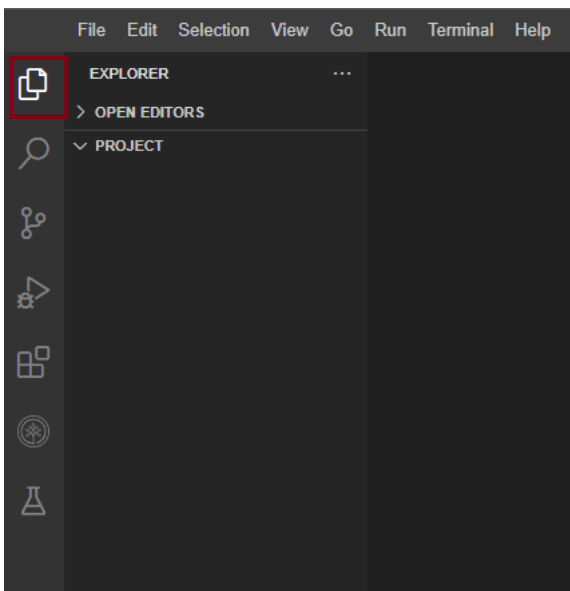 File Edit Selection View Go Run Terminal Help
EXPLORER ...
> OPEN EDITORS
PROJECT